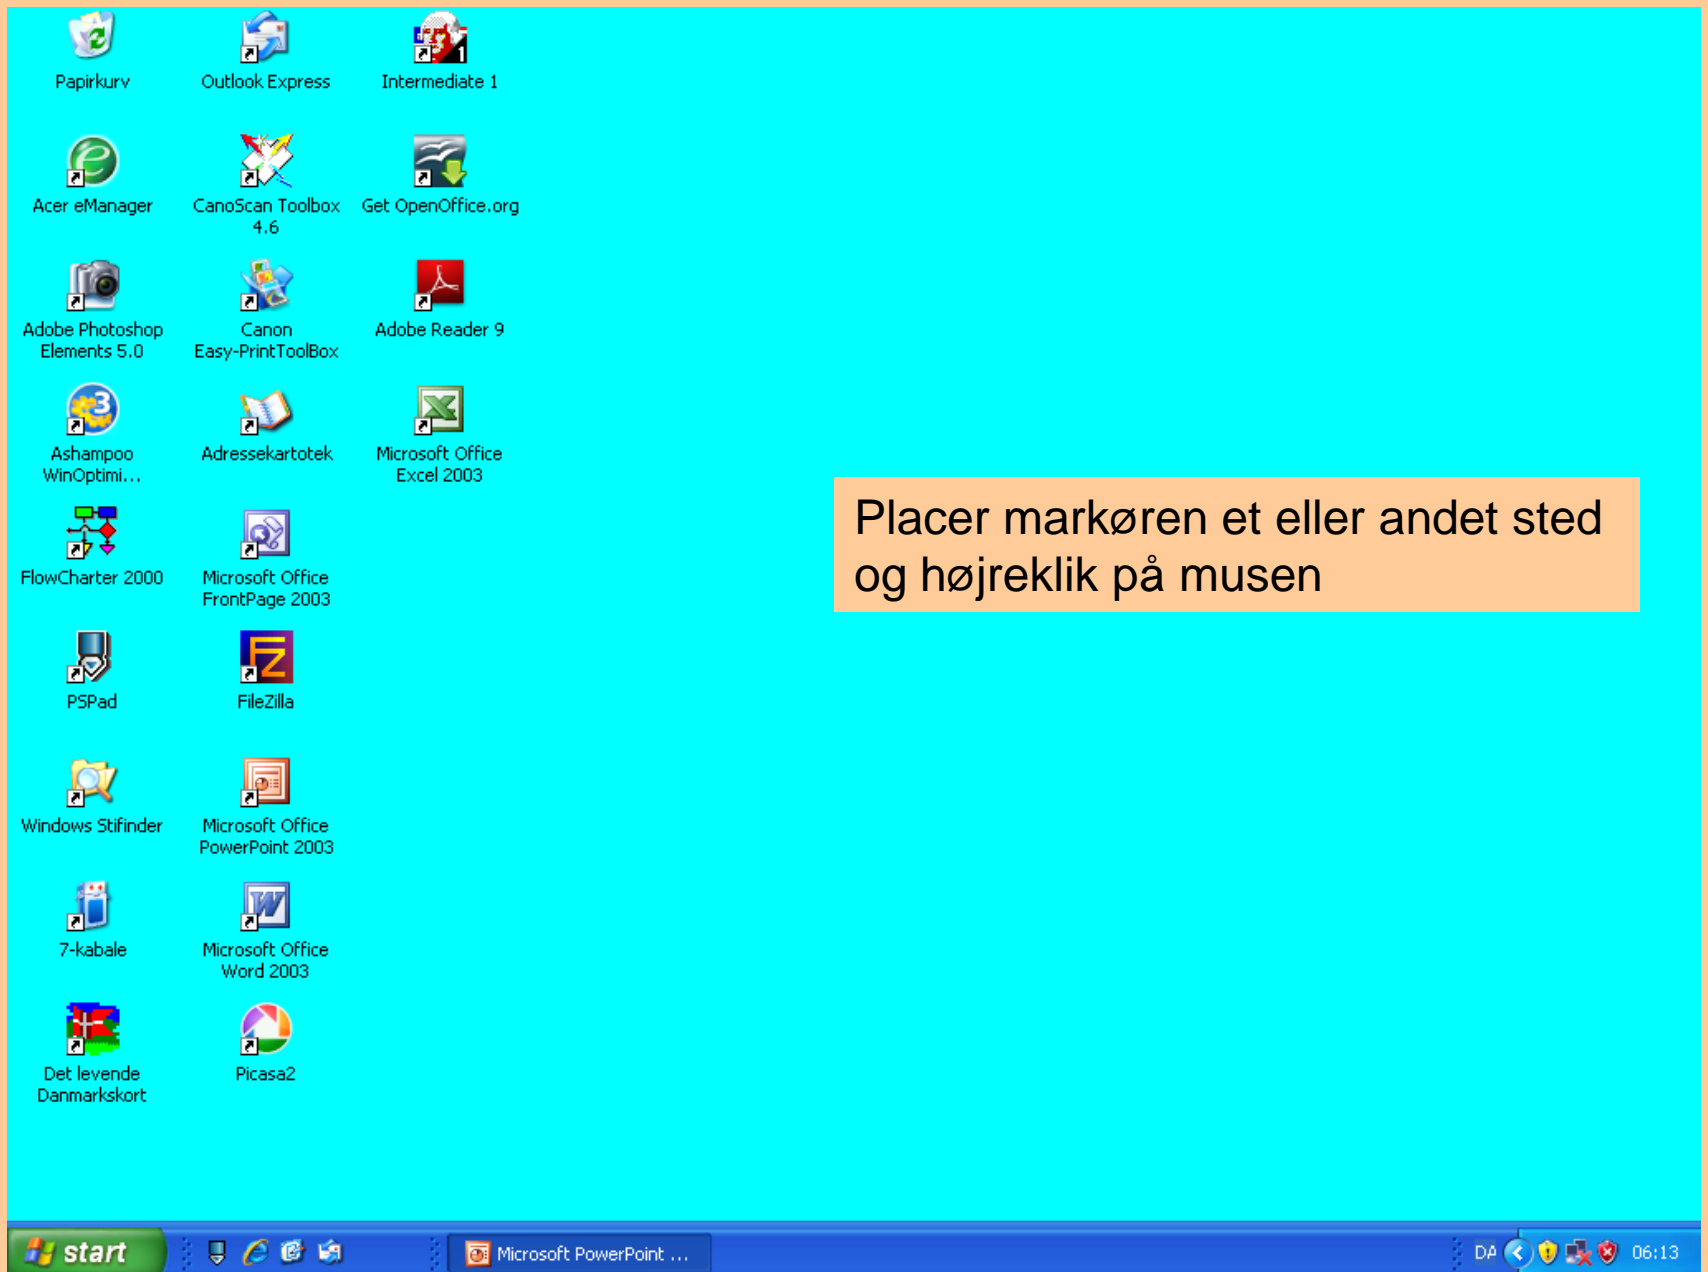 Papirkurv
Outlook Express
Intermediate 1
Acer eManager
CanoScan Toolbox
4.6
Get OpenOffice.org
Adobe Photoshop
Elements 5.0
Canon
Easy-PrintToolBox
Adobe Reader 9
Ashampoo
WinOptimi...
Adressekartotek
Microsoft Office
Excel 2003
Placer markøren et eller andet sted
og højreklik på musen
FlowCharter 2000
Microsoft Office
FrontPage 2003
PSPad
FileZilla
Windows Stifinder
Microsoft Office
PowerPoint 2003
7-kabale
Microsoft Office
Word 2003
Det levende
Danmarkskort
Picasa2
start
Microsoft PowerPoint ...
DA
06:13